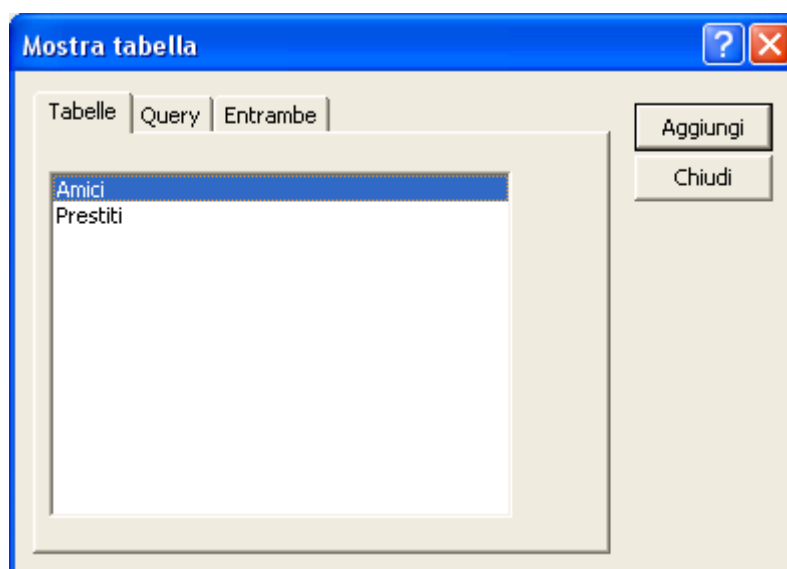 Mostra tabella
Tabelle Query Entrambe
Aggiungi
Chiudi
Amici
Prestiti